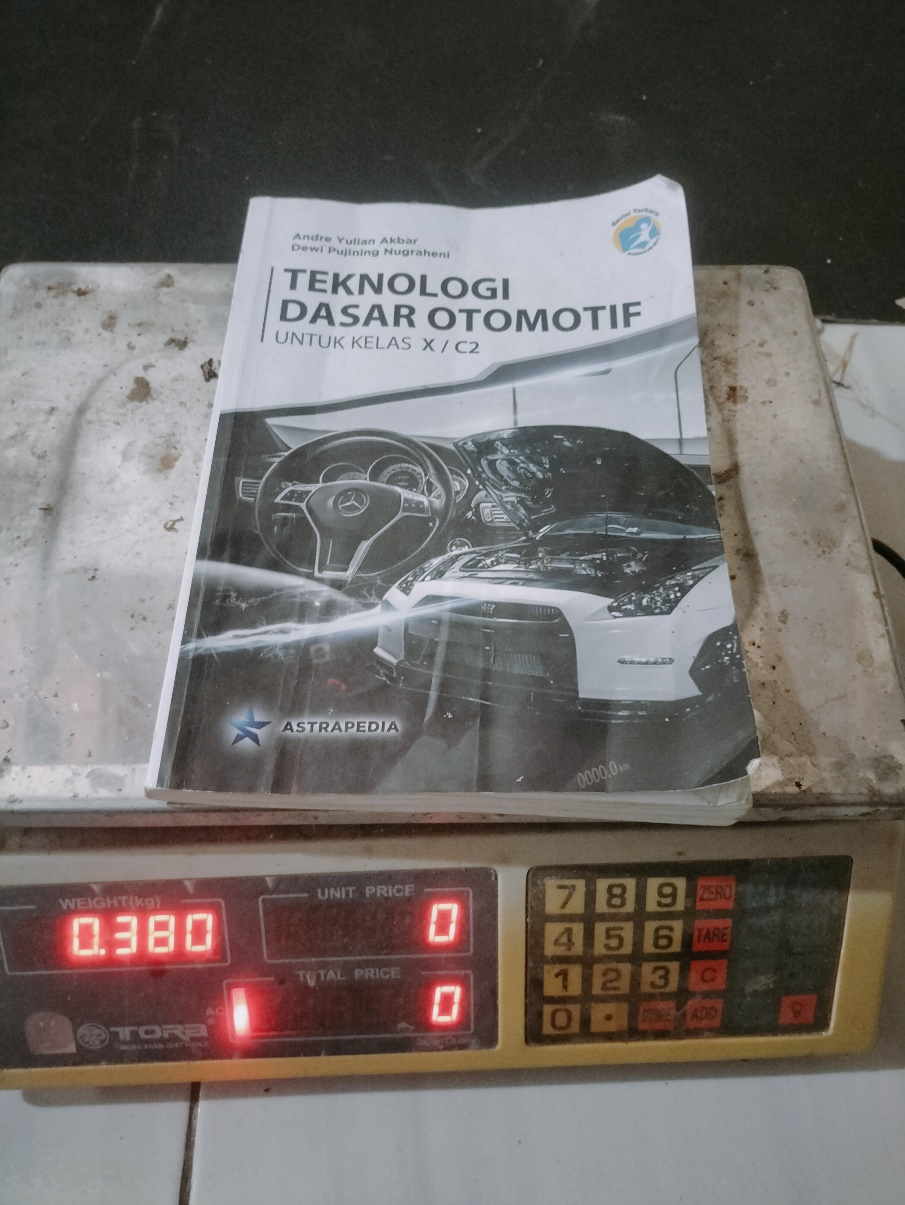 Andre Yulian Akbar
Dewi Pujining Nugraheni
TEKNOLOGI
DASAR OTOMOTIF
UNTUK KELAS X / C2
ASTRAPEDIA
0000.0 km
WEIGHT(kg)
0.380
UNIT PRICE
0
TOTAL PRICE
0
AC
TORA
7 8 9 ZERO
4 5 6 TARE
1 2 3 C
0 . ADD